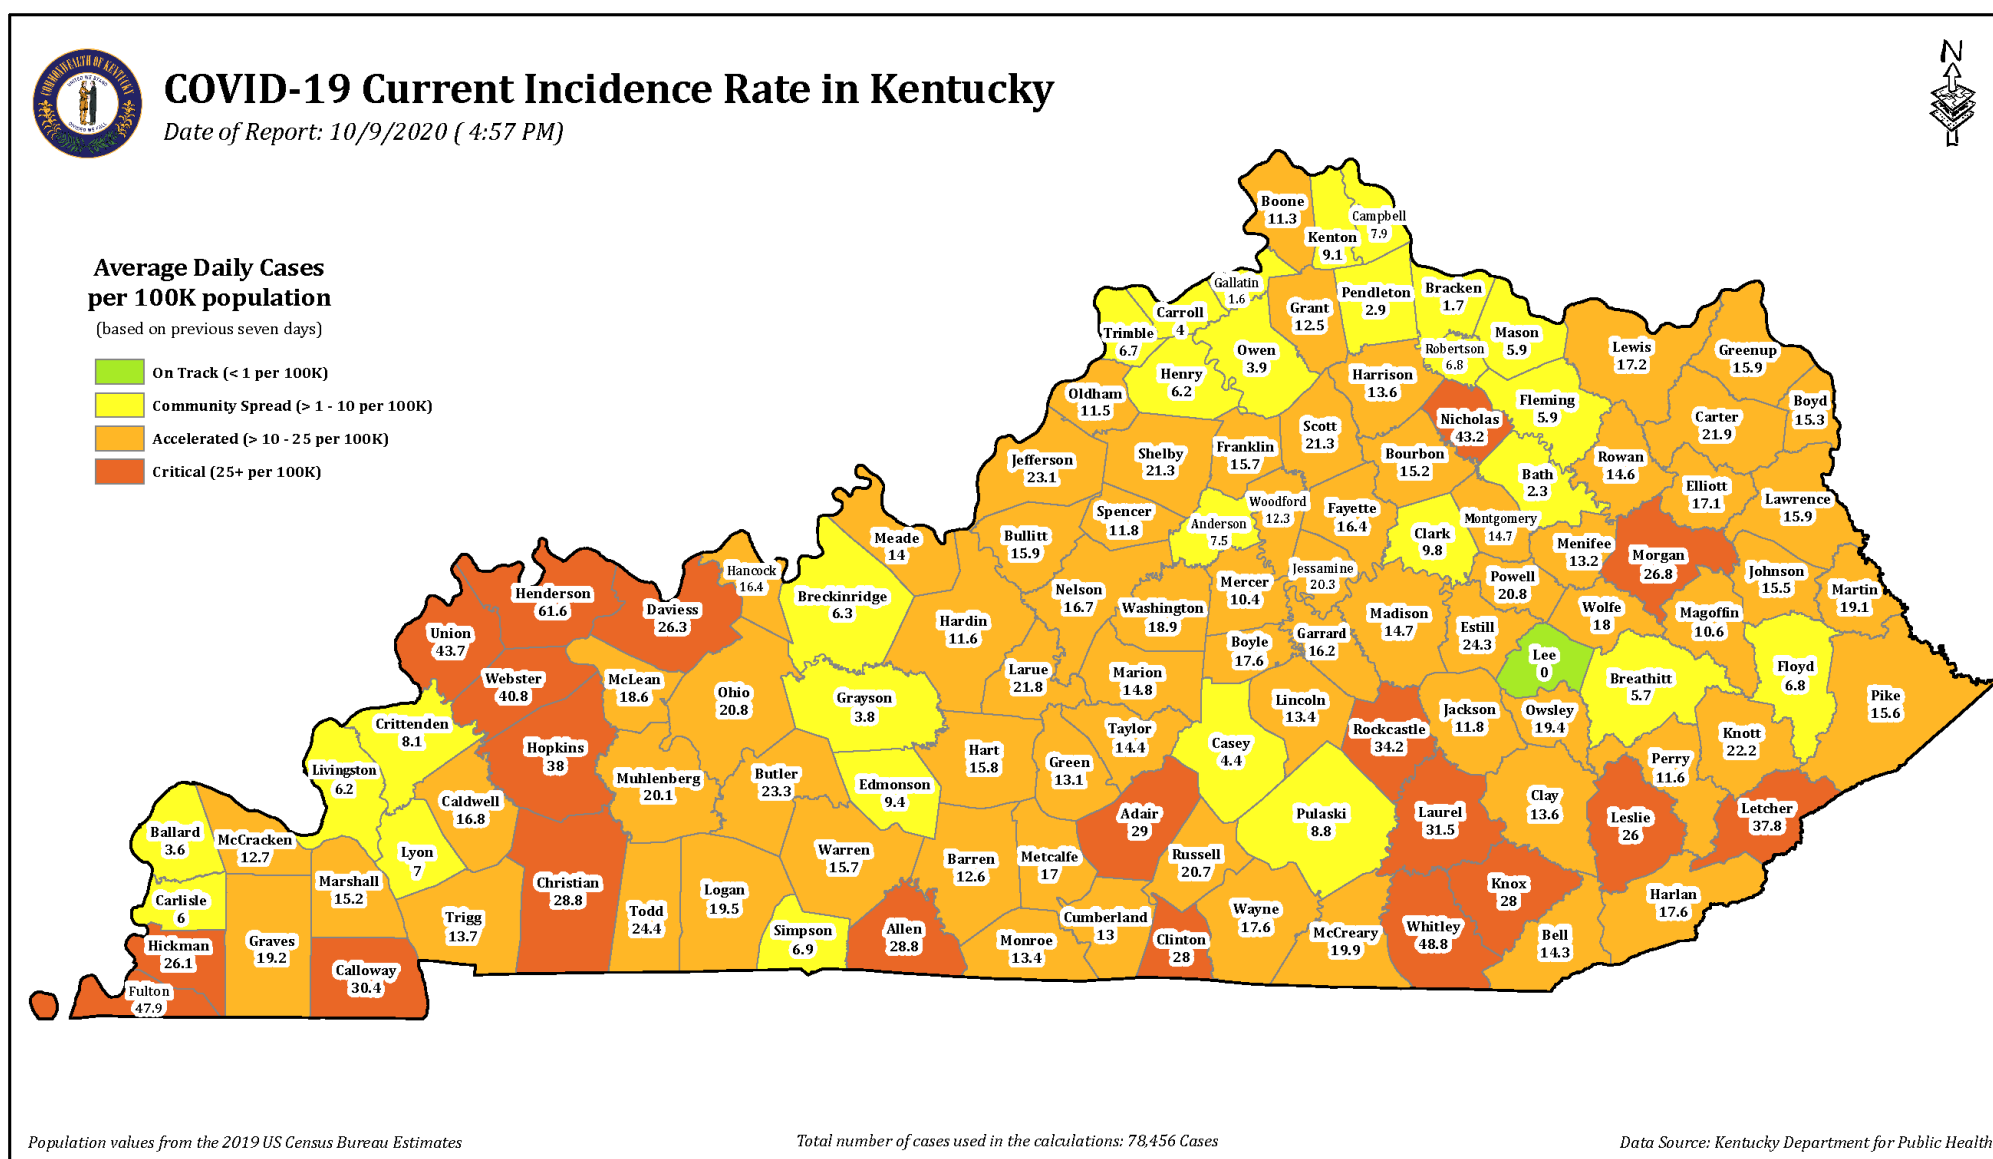 COMMONWEALTH OF KENTUCKY
UNITED WE STAND
DIVIDED WE FALL
COVID-19 Current Incidence Rate in Kentucky
Date of Report: 10/9/2020 ( 4:57 PM)
N
Average Daily Cases
per 100K population
(based on previous seven days)
On Track (< 1 per 100K)
Community Spread (> 1 - 10 per 100K)
Accelerated (> 10 - 25 per 100K)
Critical (25+ per 100K)
Boone
11.3
Campbell
7.9
Kenton
9.1
Gallatin
1.6
Carroll
4
Trimble
6.7
Grant
12.5
Pendleton
2.9
Bracken
1.7
Mason
5.9
Robertson
6.8
Lewis
17.2
Greenup
15.9
Owen
3.9
Henry
6.2
Oldham
11.5
Harrison
13.6
Nicholas
43.2
Fleming
5.9
Carter
21.9
Boyd
15.3
Jefferson
23.1
Shelby
21.3
Franklin
15.7
Scott
21.3
Bourbon
15.2
Bath
2.3
Rowan
14.6
Elliott
17.1
Lawrence
15.9
Meade
14
Bullitt
15.9
Spencer
11.8
Anderson
7.5
Woodford
12.3
Fayette
16.4
Clark
9.8
Montgomery
14.7
Menifee
13.2
Morgan
26.8
Johnson
15.5
Martin
19.1
Hancock
16.4
Henderson
61.6
Daviess
26.3
Breckinridge
6.3
Hardin
11.6
Nelson
16.7
Washington
18.9
Mercer
10.4
Jessamine
20.3
Madison
14.7
Powell
20.8
Wolfe
18
Magoffin
10.6
Union
43.7
Webster
40.8
McLean
18.6
Ohio
20.8
Grayson
3.8
Larue
21.8
Marion
14.8
Boyle
17.6
Garrard
16.2
Estill
24.3
Lee
0
Breathitt
5.7
Floyd
6.8
Pike
15.6
Crittenden
8.1
Hopkins
38
Muhlenberg
20.1
Butler
23.3
Edmonson
9.4
Hart
15.8
Green
13.1
Taylor
14.4
Casey
4.4
Lincoln
13.4
Rockcastle
34.2
Jackson
11.8
Owsley
19.4
Perry
11.6
Knott
22.2
Livingston
6.2
Caldwell
16.8
Ballard
3.6
McCracken
12.7
Lyon
7
Warren
15.7
Barren
12.6
Metcalfe
17
Adair
29
Russell
20.7
Pulaski
8.8
Laurel
31.5
Clay
13.6
Leslie
26
Letcher
37.8
Carlisle
6
Marshall
15.2
Christian
28.8
Logan
19.5
Todd
24.4
Trigg
13.7
Simpson
6.9
Allen
28.8
Monroe
13.4
Cumberland
13
Clinton
28
Wayne
17.6
McCreary
19.9
Whitley
48.8
Knox
28
Bell
14.3
Harlan
17.6
Hickman
26.1
Graves
19.2
Calloway
30.4
Fulton
47.9
Population values from the 2019 US Census Bureau Estimates
Total number of cases used in the calculations: 78,456 Cases
Data Source: Kentucky Department for Public Health